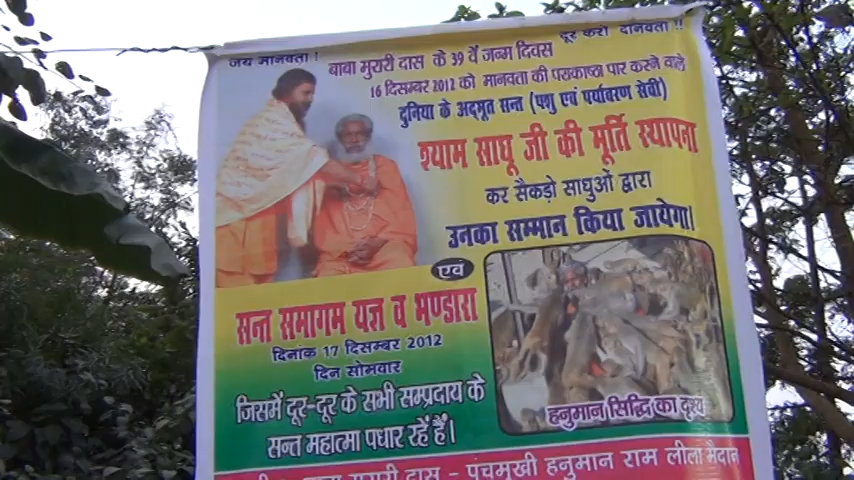 जय मानवता !
दूर करो दानवता !!
बाबा मुरारी दास के 39 वें जन्म दिवस
16 दिसम्बर 2012 को मानवता की पराकाष्ठा पार करने वाले
दुनिया के अद्भूत सन्त (पशु एवं पर्यावरण सेवी)
श्याम साधू जी की मूर्ति स्थापना
कर सैकड़ो साधुओं द्वारा
उनका सम्मान किया जायेगा।
एवं
सन्त समागम यज्ञ व भण्डारा
दिनांक 17 दिसम्बर 2012
दिन सोमवार
जिसमें दूर-दूर के सभी सम्प्रदाय के
सन्त महात्मा पधार रहें हैं।
हनुमान सिद्धि का दृश्य
दास - पंचमुखी हनुमान राम लीला मैदान